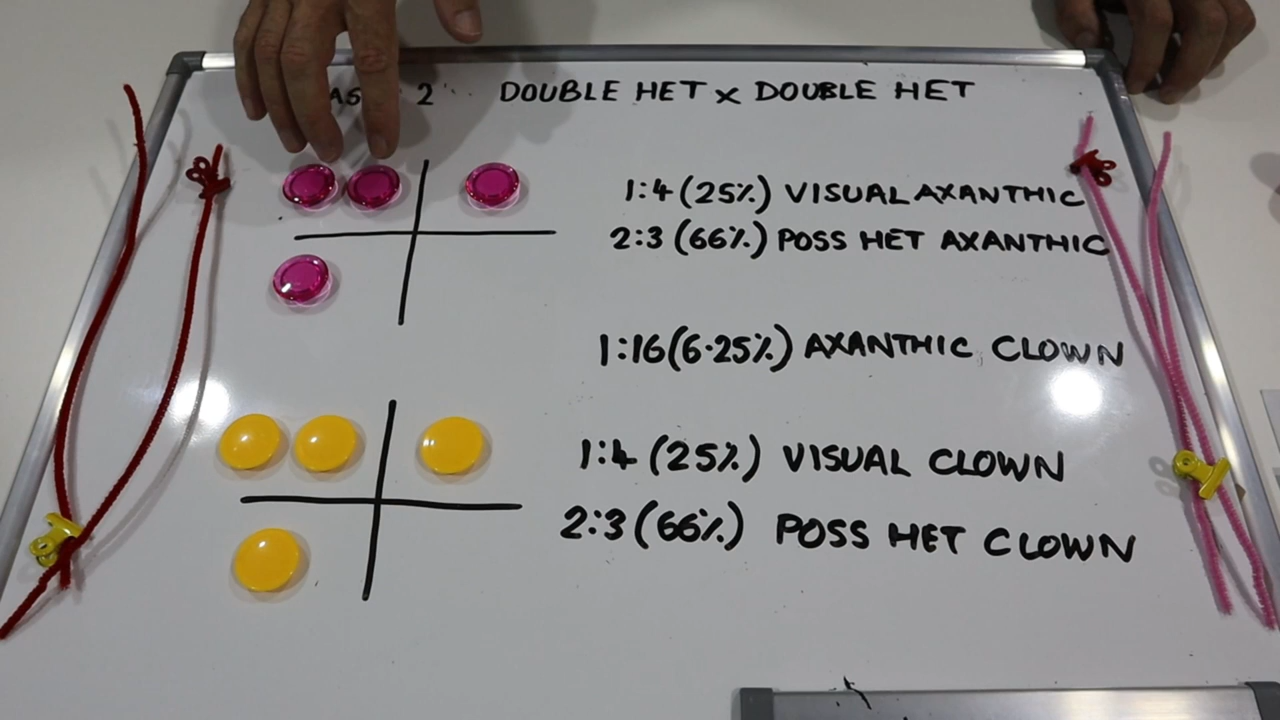 2 DOUBLE HET x DOUBLE HET
1:4 (25%) VISUAL AXANTHIC
2:3 (66%) POSS HET AXANTHIC
1:16 (6.25%) AXANTHIC CLOWN
1:4 (25%) VISUAL CLOWN
2:3 (66%) POSS HET CLOWN